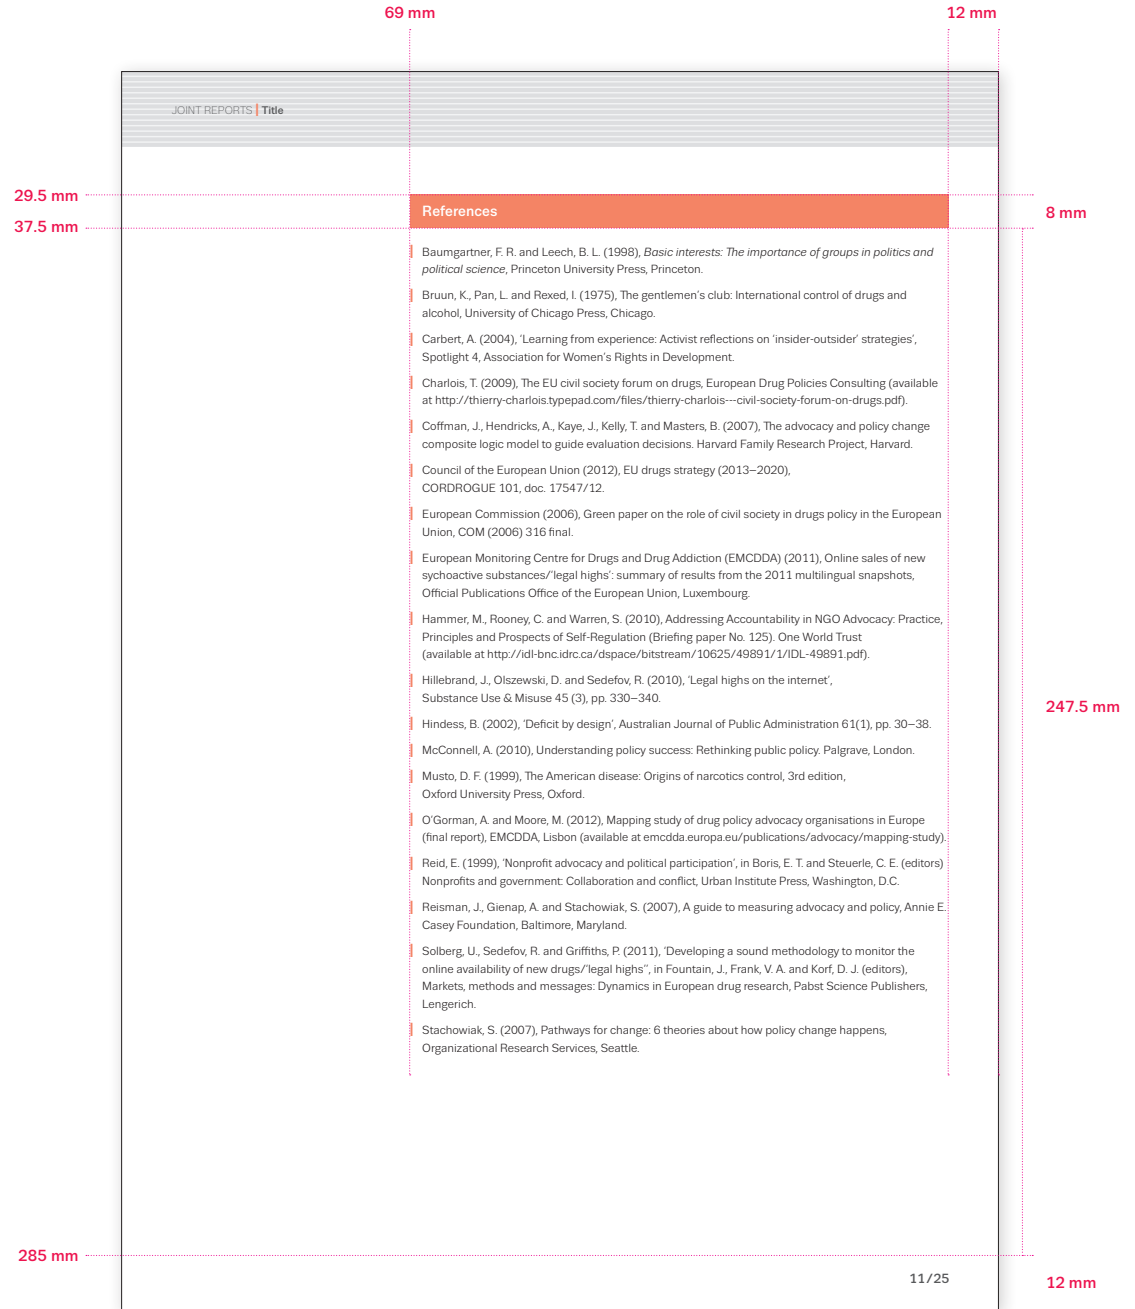 69 mm
12 mm
JOINT REPORTS | Title
29.5 mm
References
8 mm
37.5 mm
Baumgartner, F. R. and Leech, B. L. (1998), Basic interests: The importance of groups in politics and
political science, Princeton University Press, Princeton.
Bruun, K., Pan, L. and Rexed, I. (1975), The gentlemen's club: International control of drugs and
alcohol, University of Chicago Press, Chicago.
Carbert, A. (2004), 'Learning from experience: Activist reflections on 'insider-outsider' strategies',
Spotlight 4, Association for Women's Rights in Development.
Charlois, T. (2009), The EU civil society forum on drugs, European Drug Policies Consulting (available
at http://thierry-charlois.typepad.com/files/thierry-charlois---civil-society-forum-on-drugs.pdf).
Coffman, J., Hendricks, A., Kaye, J., Kelly, T. and Masters, B. (2007), The advocacy and policy change
composite logic model to guide evaluation decisions. Harvard Family Research Project, Harvard.
Council of the European Union (2012), EU drugs strategy (2013–2020),
CORDROGUE 101, doc. 17547/12.
European Commission (2006), Green paper on the role of civil society in drugs policy in the European
Union, COM (2006) 316 final.
European Monitoring Centre for Drugs and Drug Addiction (EMCDDA) (2011), Online sales of new
sychoactive substances/'legal highs': summary of results from the 2011 multilingual snapshots,
Official Publications Office of the European Union, Luxembourg.
Hammer, M., Rooney, C. and Warren, S. (2010), Addressing Accountability in NGO Advocacy: Practice,
Principles and Prospects of Self-Regulation (Briefing paper No. 125). One World Trust
(available at http://idl-bnc.idrc.ca/dspace/bitstream/10625/49891/1/IDL-49891.pdf).
Hillebrand, J., Olszewski, D. and Sedefov, R. (2010), 'Legal highs on the internet',
Substance Use & Misuse 45 (3), pp. 330–340.
247.5 mm
Hindess, B. (2002), 'Deficit by design', Australian Journal of Public Administration 61(1), pp. 30–38.
McConnell, A. (2010), Understanding policy success: Rethinking public policy. Palgrave, London.
Musto, D. F. (1999), The American disease: Origins of narcotics control, 3rd edition,
Oxford University Press, Oxford.
O'Gorman, A. and Moore, M. (2012), Mapping study of drug policy advocacy organisations in Europe
(final report), EMCDDA, Lisbon (available at emcdda.europa.eu/publications/advocacy/mapping-study).
Reid, E. (1999), 'Nonprofit advocacy and political participation', in Boris, E. T. and Steuerle, C. E. (editors)
Nonprofits and government: Collaboration and conflict, Urban Institute Press, Washington, D.C.
Reisman, J., Gienap, A. and Stachowiak, S. (2007), A guide to measuring advocacy and policy, Annie E.
Casey Foundation, Baltimore, Maryland.
Solberg, U., Sedefov, R. and Griffiths, P. (2011), 'Developing a sound methodology to monitor the
online availability of new drugs/'legal highs'', in Fountain, J., Frank, V. A. and Korf, D. J. (editors),
Markets, methods and messages: Dynamics in European drug research, Pabst Science Publishers,
Lengerich.
Stachowiak, S. (2007), Pathways for change: 6 theories about how policy change happens,
Organizational Research Services, Seattle.
285 mm
11/25
12 mm